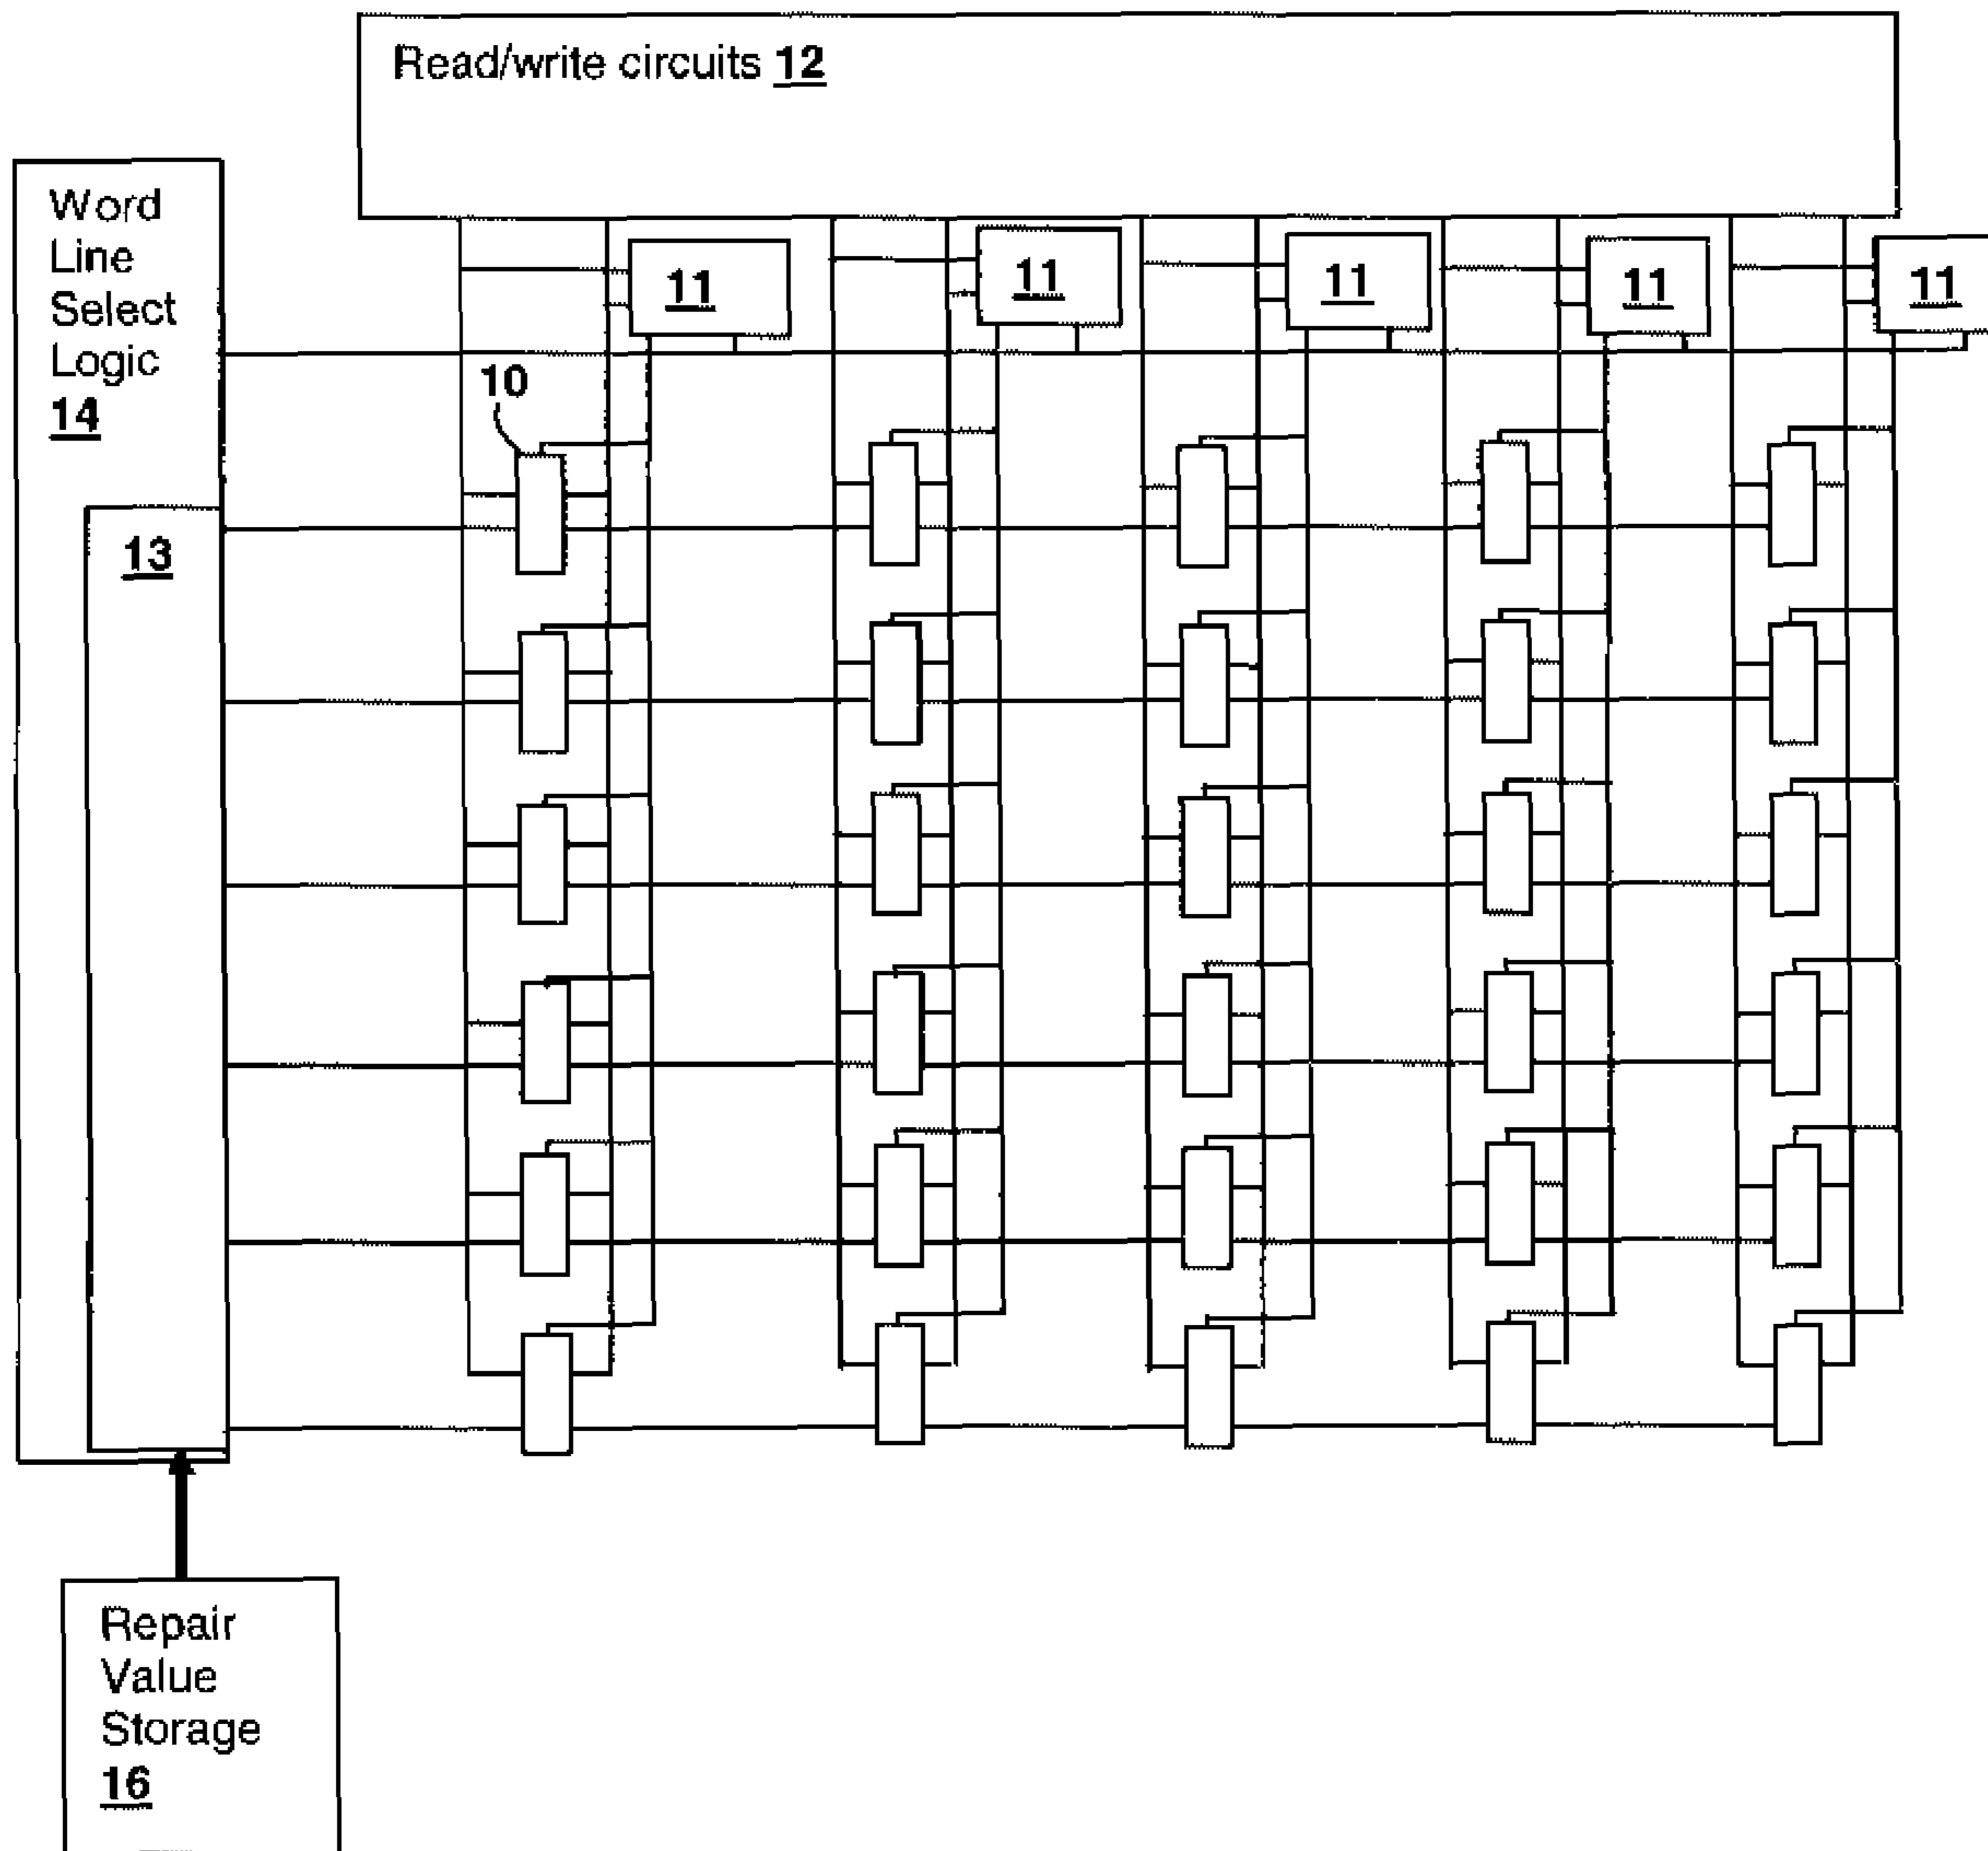 Read/write circuits 12
Word
Line
Select
Logic
14
11
11
11
11
11
10
13
Repair
Value
Storage
16